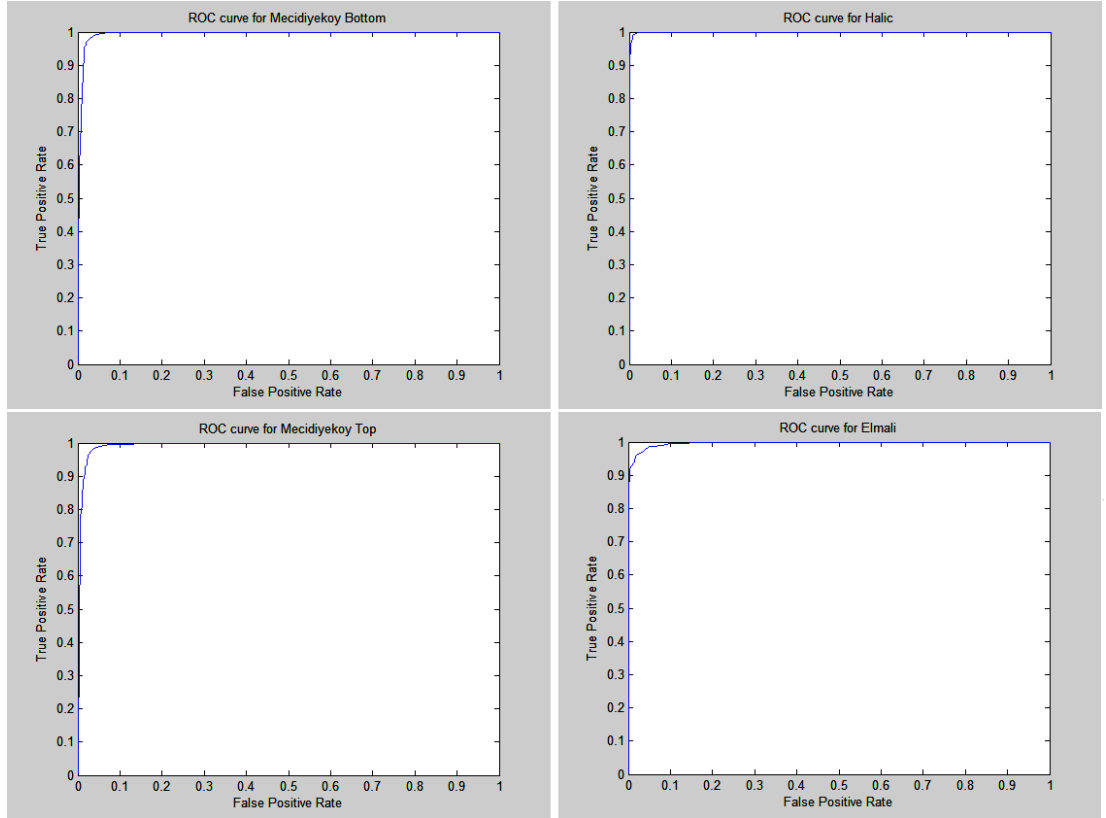 ROC curve for Mecidiyekoy Bottom
1
0.9
0.8
0.7
0.6
0.5
0.4
0.3
0.2
0.1
0
True Positive Rate
0 0.1 0.2 0.3 0.4 0.5 0.6 0.7 0.8 0.9 1
False Positive Rate
ROC curve for Halic
1
0.9
0.8
0.7
0.6
0.5
0.4
0.3
0.2
0.1
0
True Positive Rate
0 0.1 0.2 0.3 0.4 0.5 0.6 0.7 0.8 0.9 1
False Positive Rate
ROC curve for Mecidiyekoy Top
1
0.9
0.8
0.7
0.6
0.5
0.4
0.3
0.2
0.1
0
True Positive Rate
0 0.1 0.2 0.3 0.4 0.5 0.6 0.7 0.8 0.9 1
False Positive Rate
ROC curve for Elmali
1
0.9
0.8
0.7
0.6
0.5
0.4
0.3
0.2
0.1
0
True Positive Rate
0 0.1 0.2 0.3 0.4 0.5 0.6 0.7 0.8 0.9 1
False Positive Rate